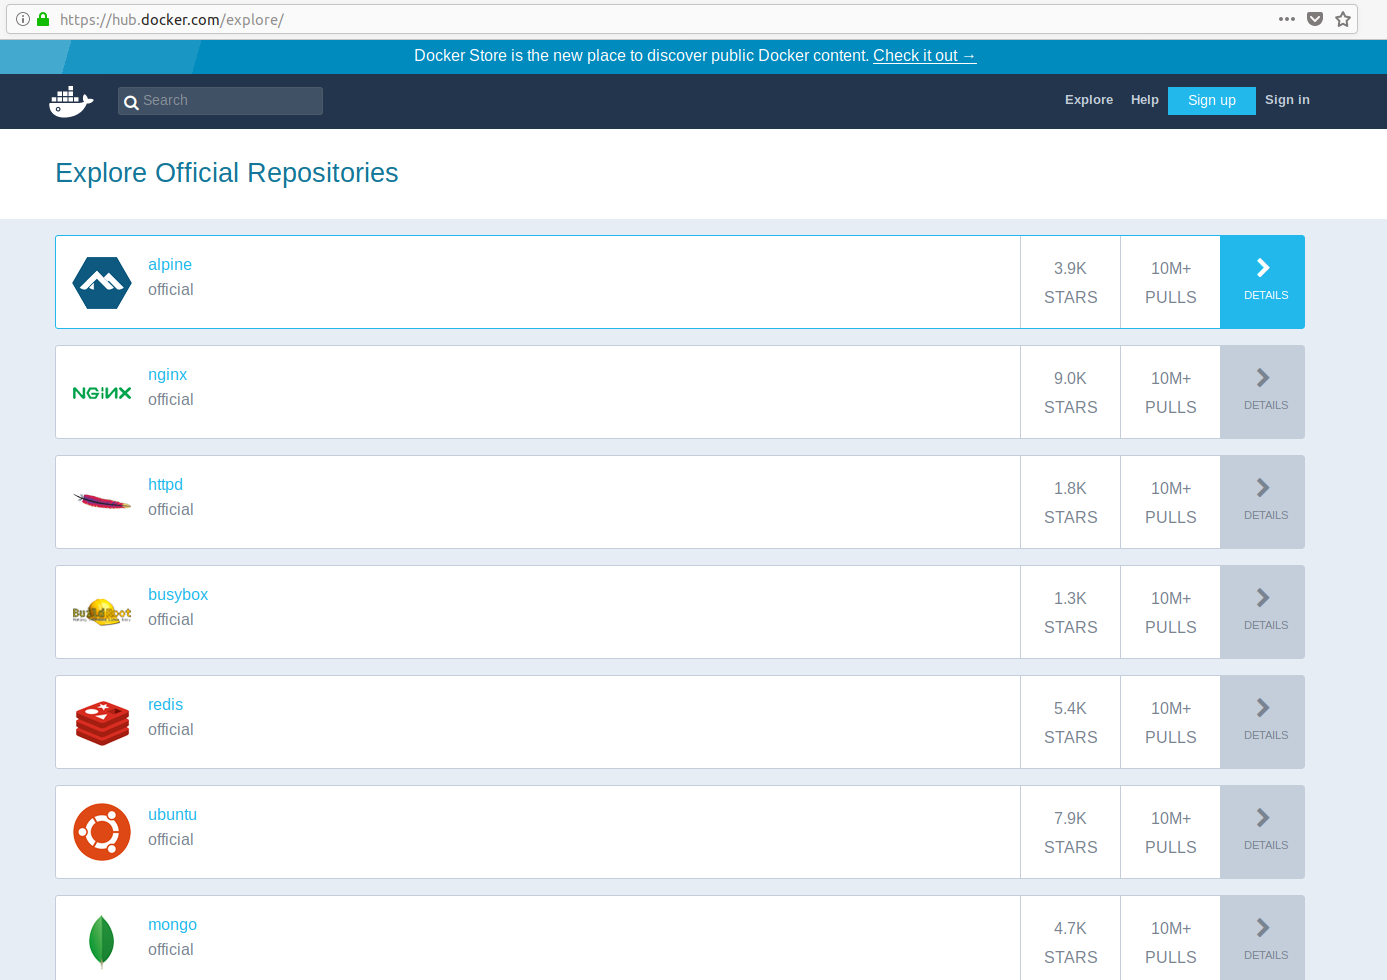 https://hub.docker.com/explore/
Docker Store is the new place to discover public Docker content. Check it out →
Search
Explore Help Sign up Sign in
Explore Official Repositories
alpine
official
3.9K
STARS
10M+
PULLS
DETAILS
NGINX
nginx
official
9.0K
STARS
10M+
PULLS
DETAILS
httpd
official
1.8K
STARS
10M+
PULLS
DETAILS
BuildRoot
busybox
official
1.3K
STARS
10M+
PULLS
DETAILS
redis
official
5.4K
STARS
10M+
PULLS
DETAILS
ubuntu
official
7.9K
STARS
10M+
PULLS
DETAILS
mongo
official
4.7K
STARS
10M+
PULLS
DETAILS